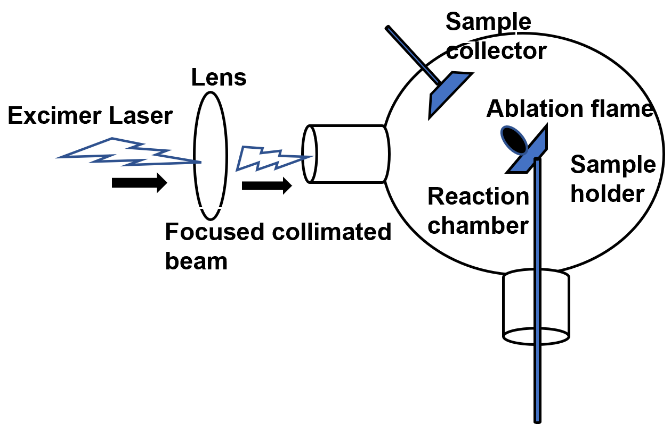 Sample
collector
Lens
Excimer Laser
Ablation flame
Sample
holder
Reaction
chamber
Focused collimated
beam